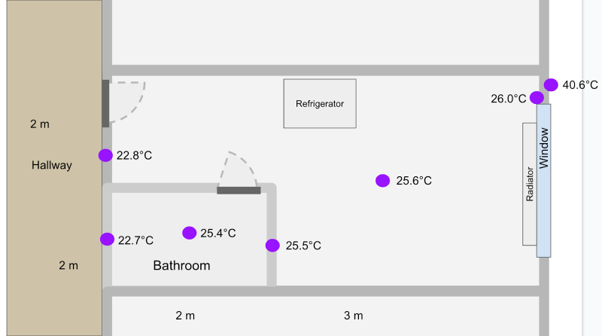 40.6°C
26.0°C
Refrigerator
2 m
Window
22.8°C
Hallway
25.6°C
Radiator
25.4°C
22.7°C
25.5°C
2 m
Bathroom
2 m
3 m